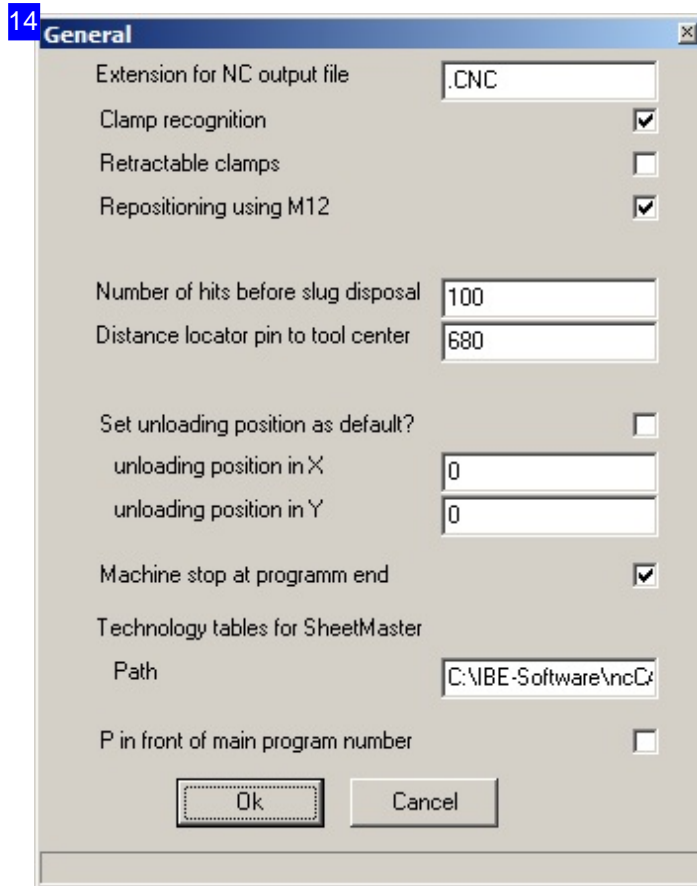 14
General
Extension for NC output file .CNC
Clamp recognition
Retractable clamps
Repositioning using M12
Number of hits before slug disposal 100
Distance locator pin to tool center 680
Set unloading position as default?
unloading position in X 0
unloading position in Y 0
Machine stop at programm end
Technology tables for SheetMaster
Path C:\IBE-Software\ncCA
P in front of main program number
Ok Cancel